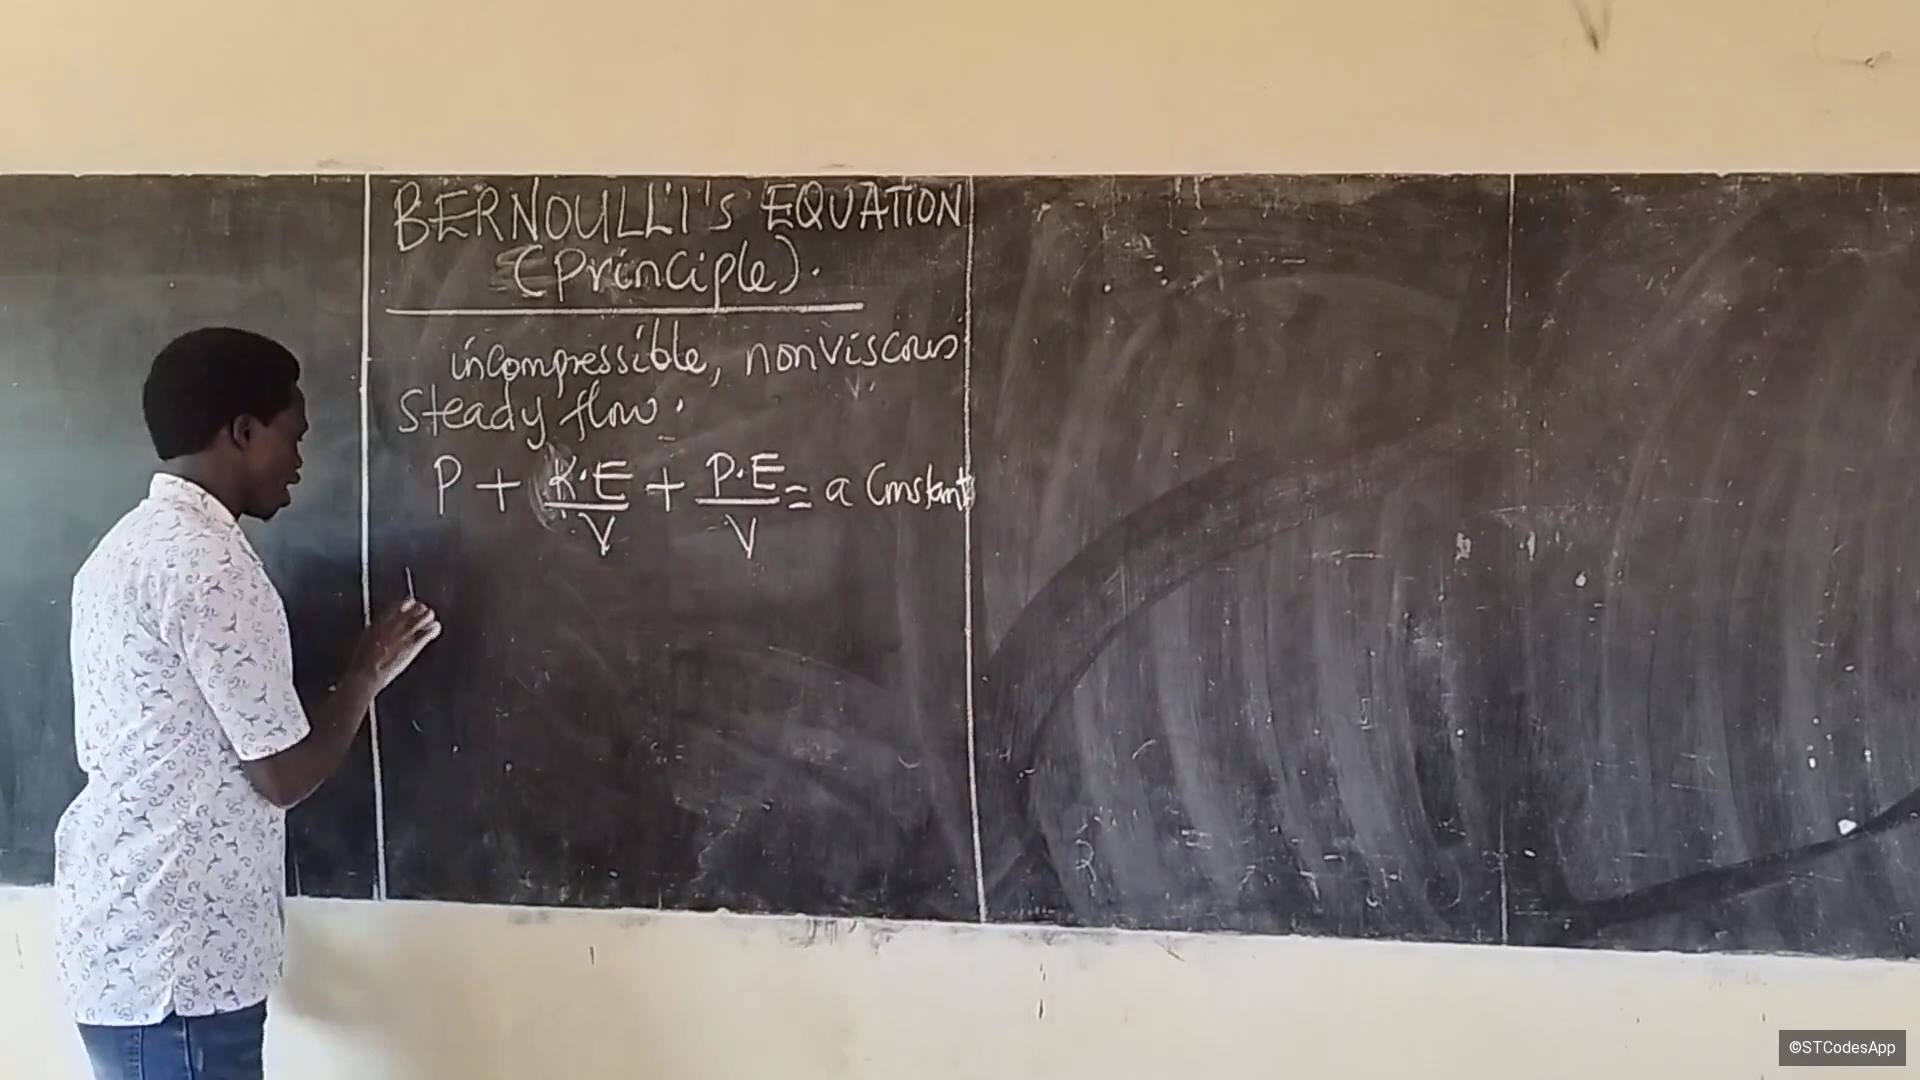 BERNOULLI's EQUATION
(Principle).
incompressible, nonviscous
steady flow.
P + K.E/V + P.E/V = a Constant
©STCodesApp